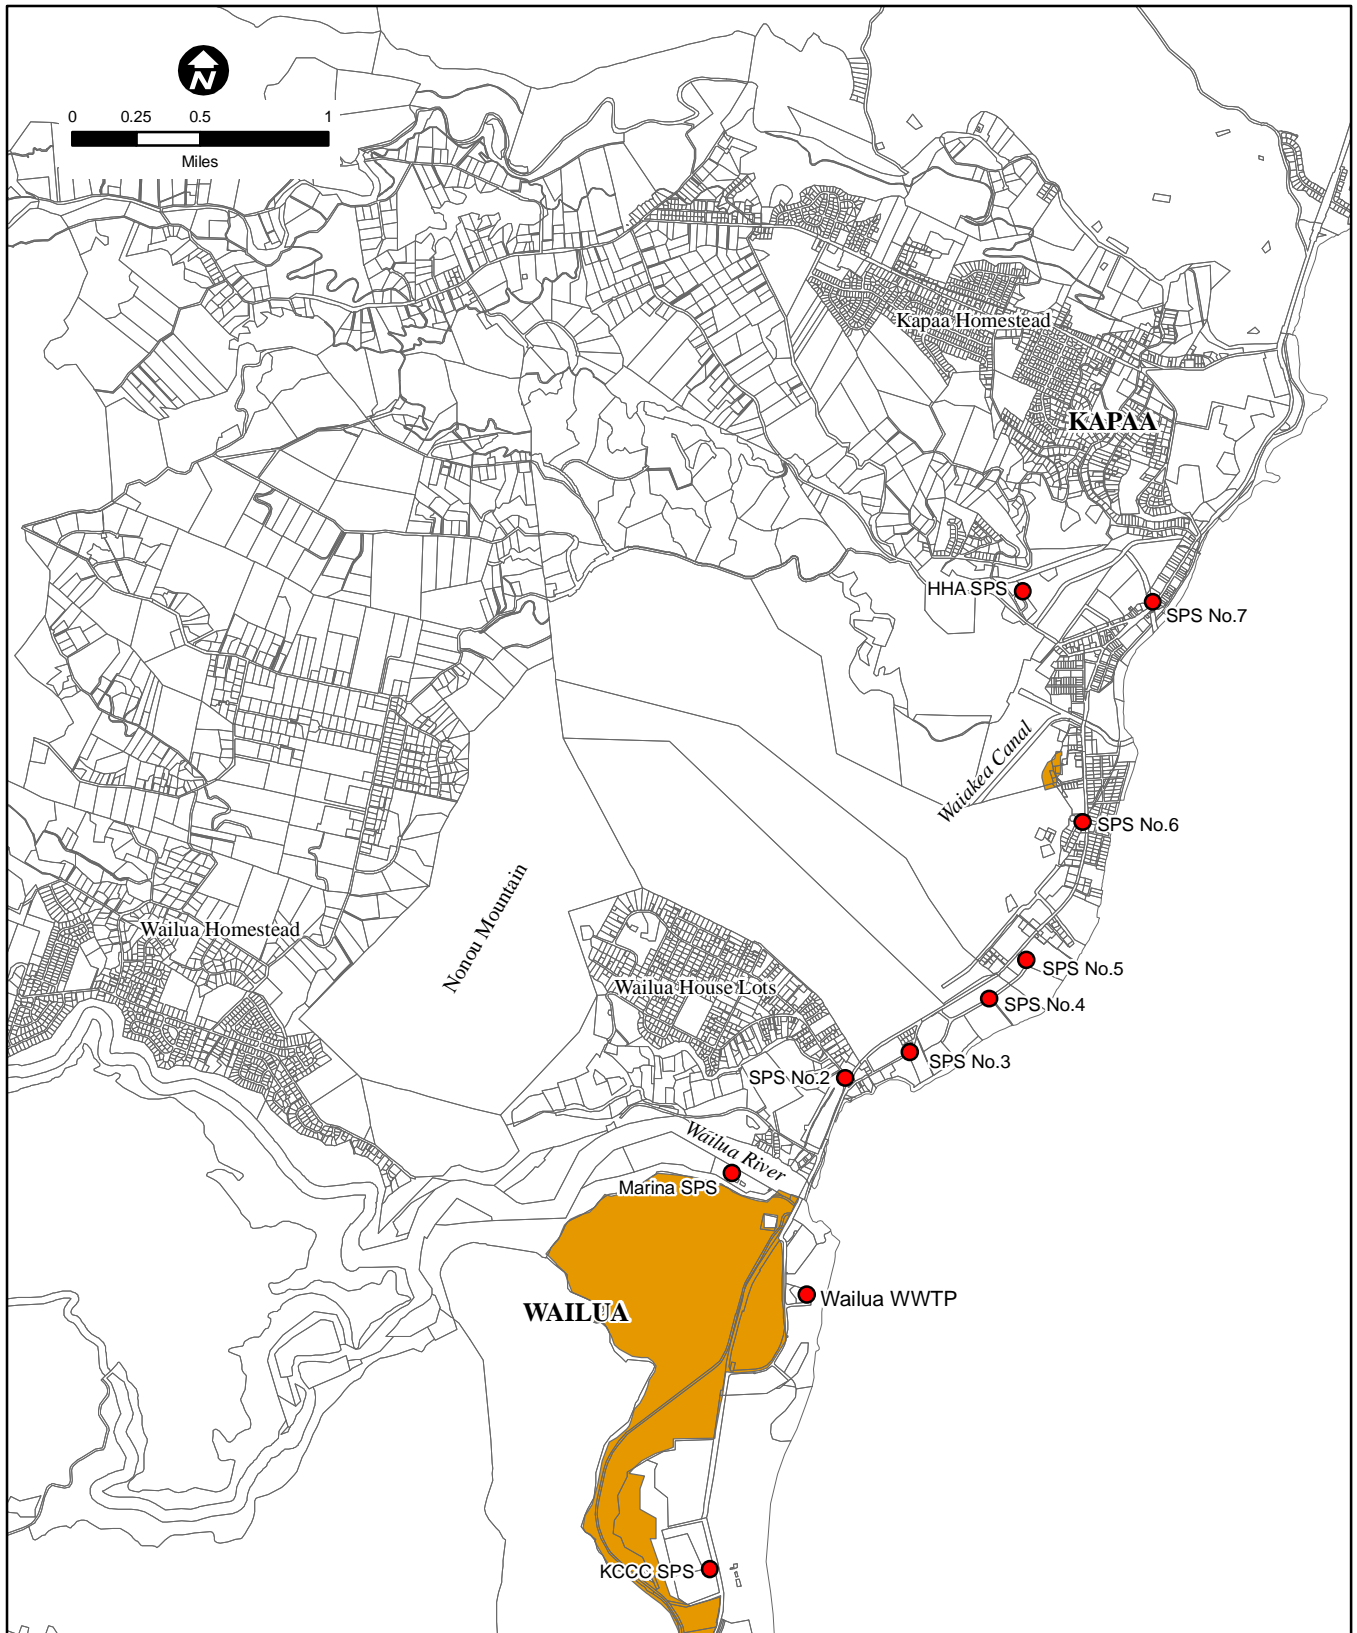 N
0 0.25 0.5 1
Miles
Kapaa Homestead
KAPAA
HHA SPS
SPS No.7
Waiakea Canal
SPS No.6
Nonou Mountain
Wailua Homestead
Wailua House Lots
SPS No.5
SPS No.4
SPS No.3
SPS No.2
Wailua River
Marina SPS
Wailua WWTP
WAILUA
KCCC SPS